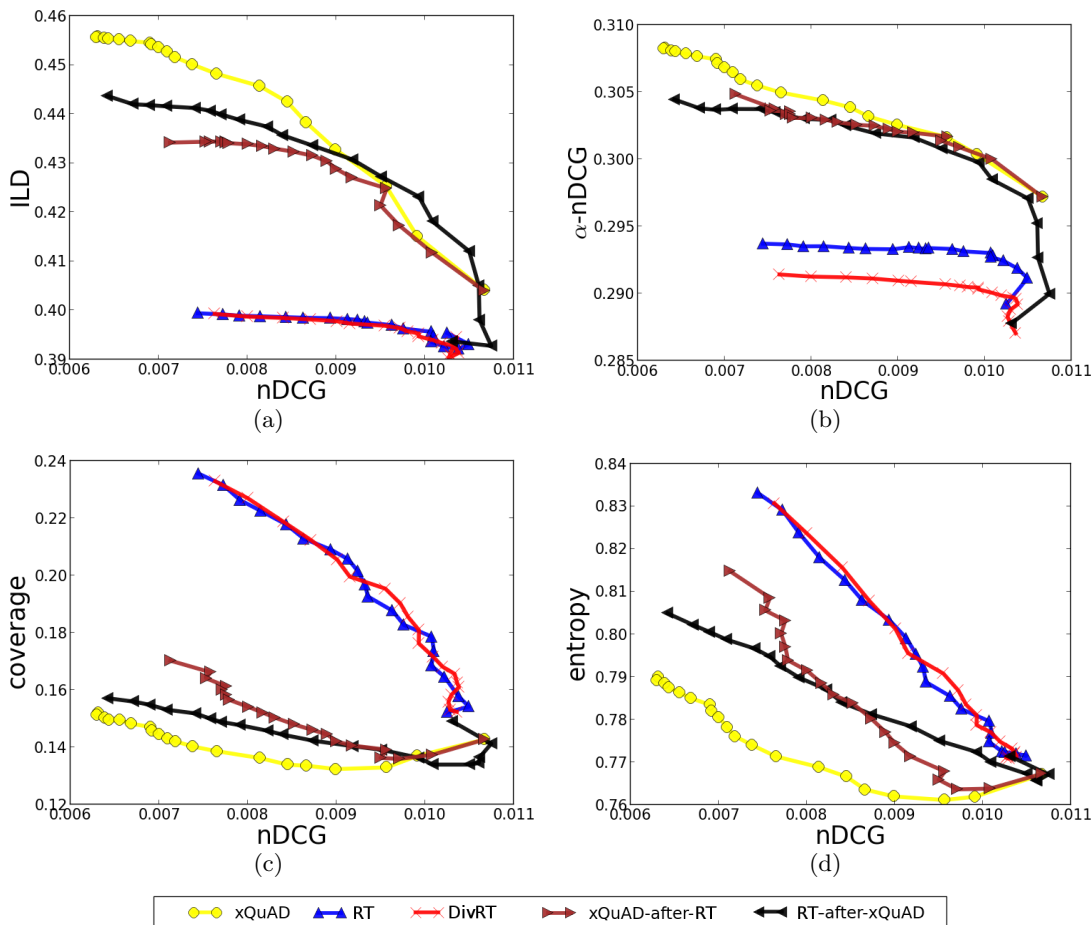 0.46
0.45
0.44
0.43
0.42
0.41
0.40
0.39
ILD
0.006 0.007 0.008 0.009 0.010 0.011
nDCG
(a)
0.310
0.305
0.300
0.295
0.290
0.285
α-nDCG
0.006 0.007 0.008 0.009 0.010 0.011
nDCG
(b)
0.24
0.22
0.20
0.18
0.16
0.14
0.12
coverage
0.006 0.007 0.008 0.009 0.010 0.011
nDCG
(c)
0.84
0.83
0.82
0.81
0.80
0.79
0.78
0.77
0.76
entropy
0.006 0.007 0.008 0.009 0.010 0.011
nDCG
(d)
xQuAD RT DivRT xQuAD-after-RT RT-after-xQuAD